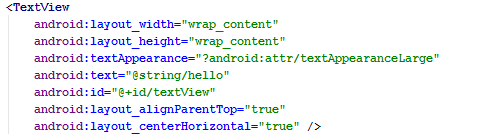 <TextView
android:layout_width="wrap_content"
android:layout_height="wrap_content"
android:textAppearance="?android:attr/textAppearanceLarge"
android:text="@string/hello"
android:id="@+id/textView"
android:layout_alignParentTop="true"
android:layout_centerHorizontal="true" />